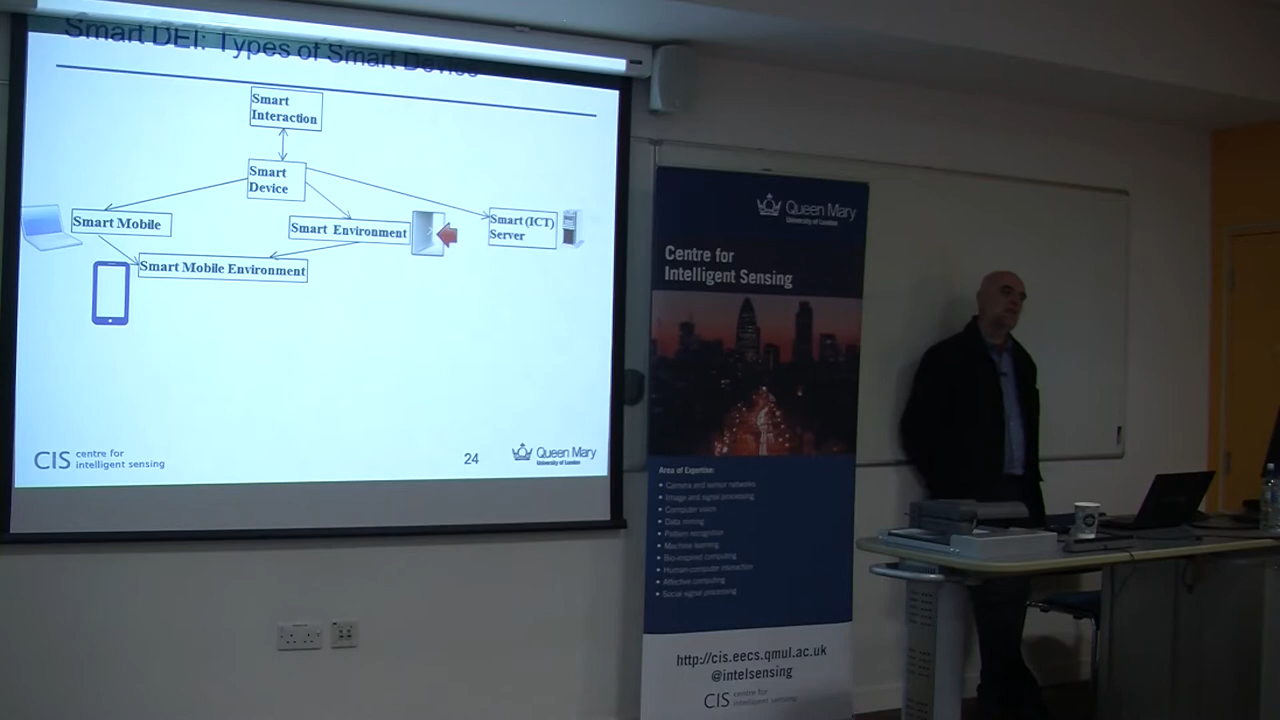 Smart DEI: Types of Smart Device
Smart
Interaction
Smart
Device
Smart Mobile
Smart Environment
Smart (ICT)
Server
Smart Mobile Environment
CIS centre for
intelligent sensing
24
Queen Mary
University of London
Queen Mary
University of London
Centre for
Intelligent Sensing
Area of Expertise:
• Camera and sensor networks
• Image and signal processing
• Computer vision
• Data mining
• Pattern recognition
• Machine learning
• Bio-inspired computing
• Human-computer interaction
• Affective computing
• Social signal processing
http://cis.eecs.qmul.ac.uk
@intelsensing
CIS centre for
intelligent sensing